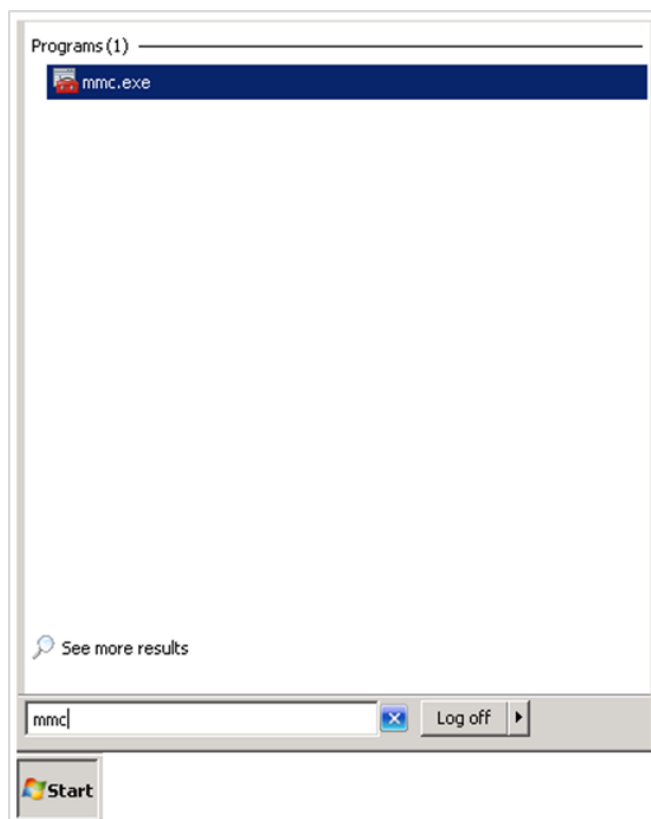 Programs (1)
mmc.exe
See more results
mmc
Log off
Start